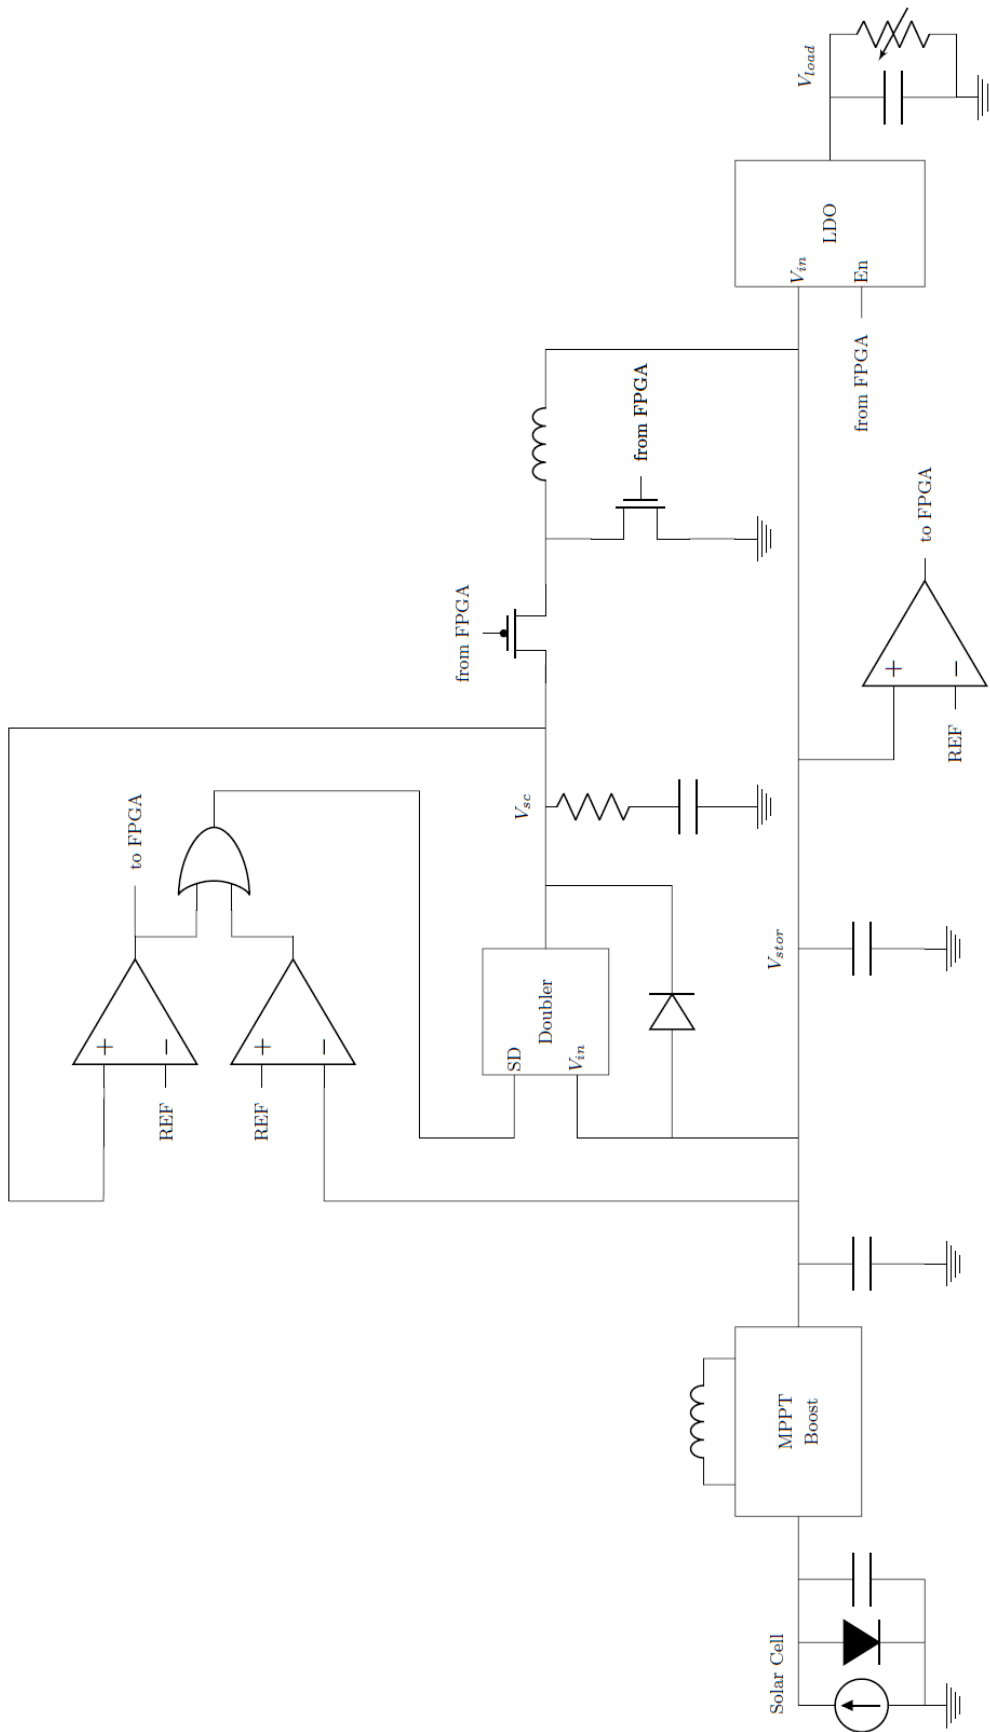 to FPGA
+
−
REF
REF
+
−
SD
V_in
Doubler
V_sc
from FPGA
from FPGA
Solar Cell
MPPT
Boost
V_stor
+
−
REF
to FPGA
V_in
En
LDO
from FPGA
V_load